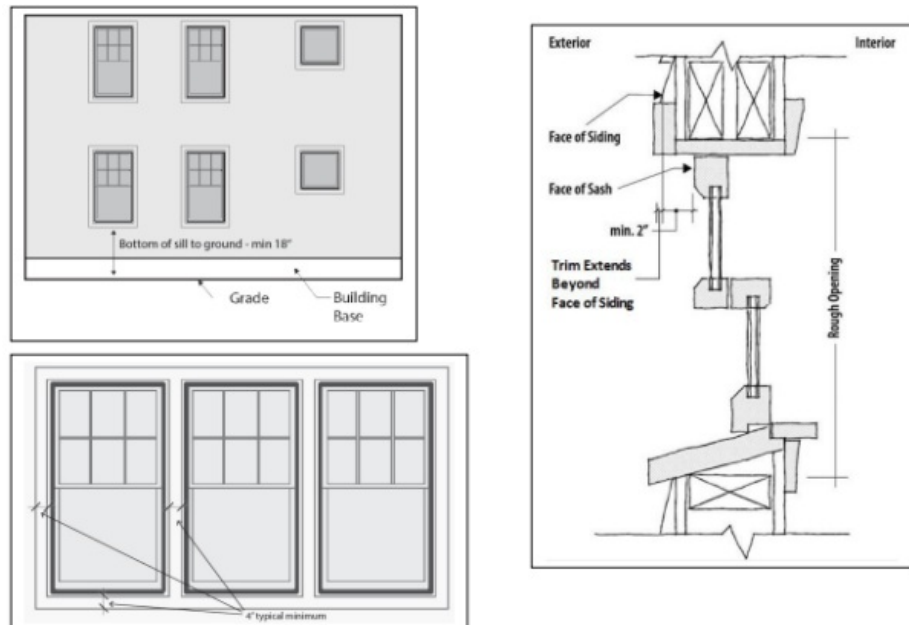 Bottom of sill to ground - min 18"
Grade
Building
Base
4" typical minimum
Exterior
Interior
Face of Siding
Face of Sash
min. 2"
Trim Extends
Beyond
Face of Siding
Rough Opening